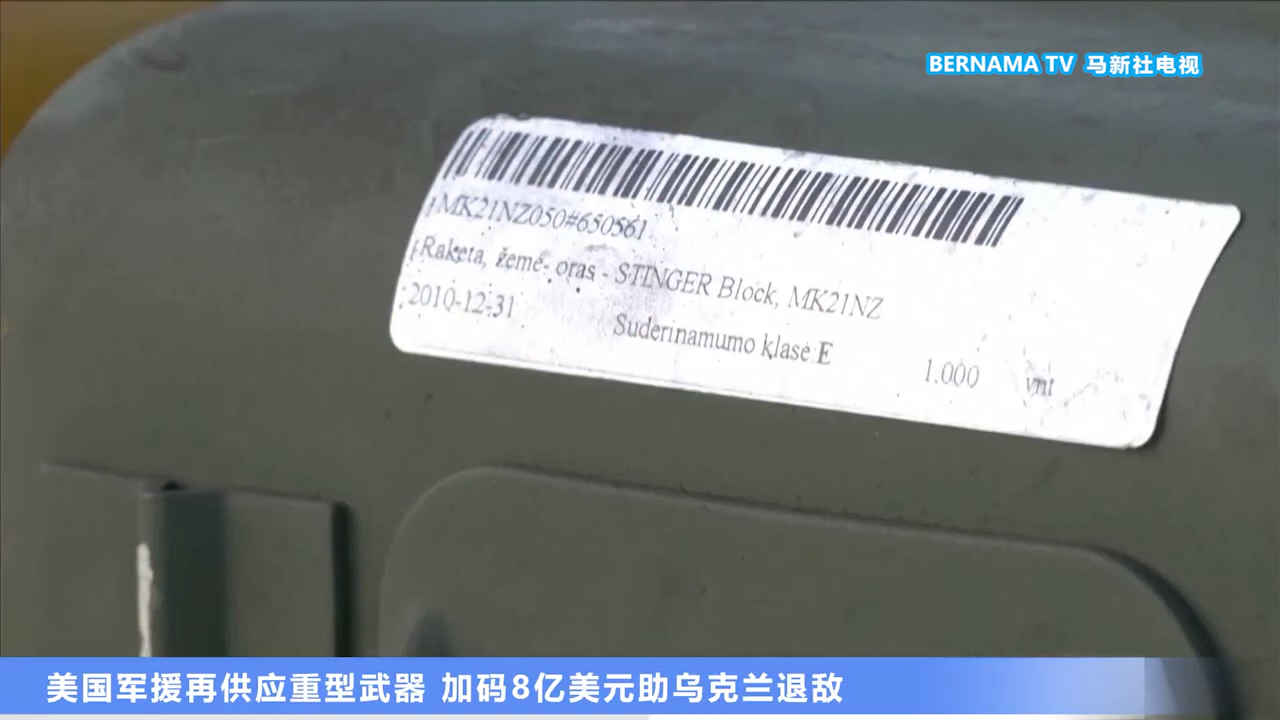 BERNAMA TV 马新社电视
MK21NZ050#650561
Raketa, žemė- oras - STINGER Block, MK21NZ
2010-12-31 Suderinamumo klasė E 1.000 vnt
美国军援再供应重型武器 加码8亿美元助乌克兰退敌